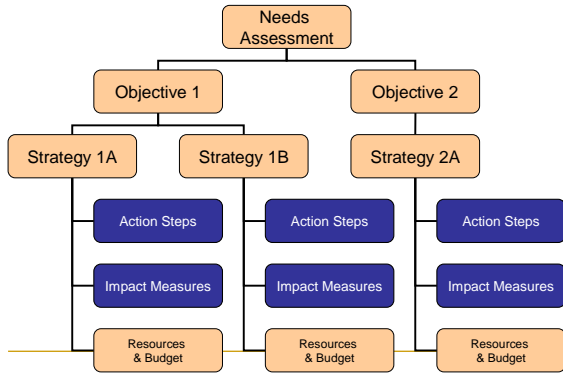 Needs
Assessment
Objective 1
Objective 2
Strategy 1A
Strategy 1B
Strategy 2A
Action Steps
Action Steps
Action Steps
Impact Measures
Impact Measures
Impact Measures
Resources
& Budget
Resources
& Budget
Resources
& Budget